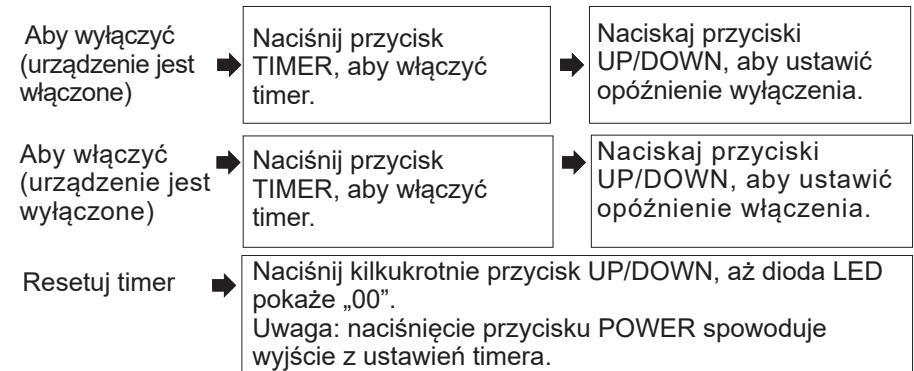 Aby wyłączyć
(urządzenie jest
włączone)
Naciśnij przycisk
TIMER, aby włączyć
timer.
Naciskaj przyciski
UP/DOWN, aby ustawić
opóźnienie wyłączenia.
Aby włączyć
(urządzenie jest
wyłączone)
Naciśnij przycisk
TIMER, aby włączyć
timer.
Naciskaj przyciski
UP/DOWN, aby ustawić
opóźnienie włączenia.
Resetuj timer
Naciśnij kilkukrotnie przycisk UP/DOWN, aż dioda LED
pokaże „00”.
Uwaga: naciśnięcie przycisku POWER spowoduje
wyjście z ustawień timera.